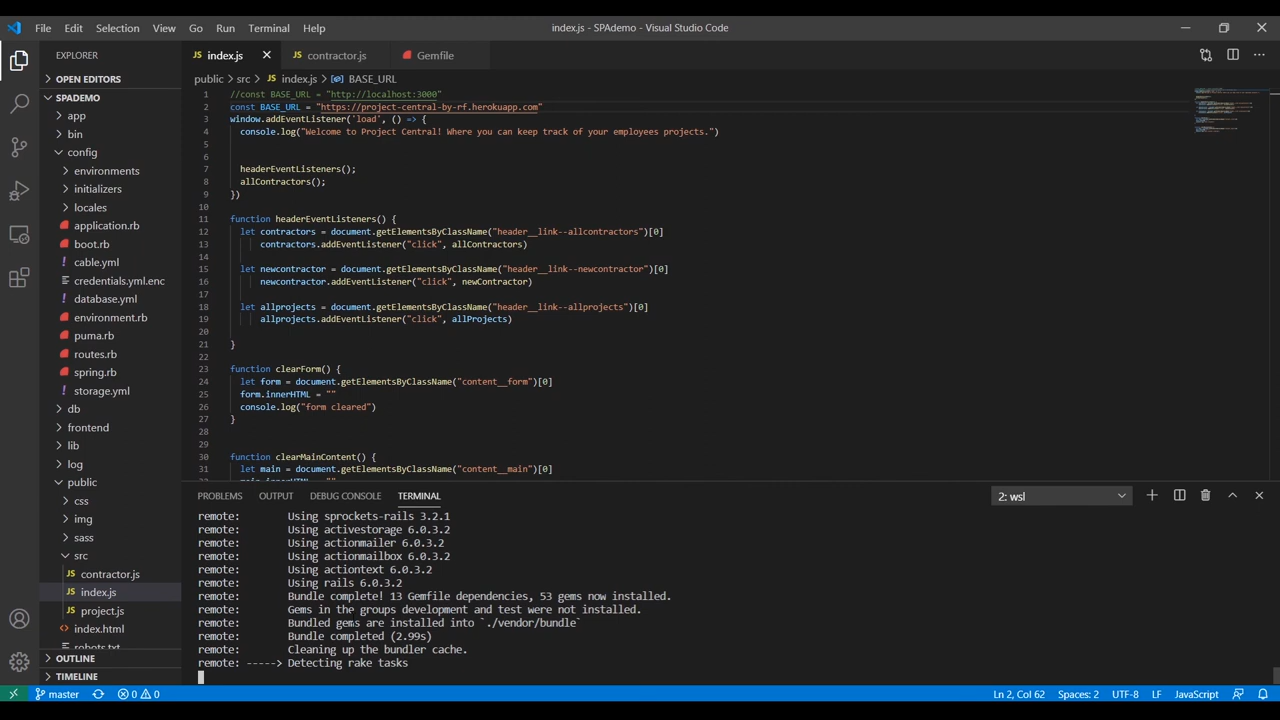 File Edit Selection View Go Run Terminal Help
index.js - SPAdemo - Visual Studio Code
EXPLORER
OPEN EDITORS
SPADEMO
app
bin
config
environments
initializers
locales
application.rb
boot.rb
cable.yml
credentials.yml.enc
database.yml
environment.rb
puma.rb
routes.rb
spring.rb
storage.yml
db
frontend
lib
log
public
css
img
sass
src
JS contractor.js
JS index.js
JS project.js
index.html
robots.txt
OUTLINE
TIMELINE
JS index.js JS contractor.js Gemfile
public > src > JS index.js > BASE_URL
1 //const BASE_URL = "http://localhost:3000"
2 const BASE_URL = "https://project-central-by-rf.herokuapp.com"
3 window.addEventListener('load', () => {
4 console.log("Welcome to Project Central! Where you can keep track of your employees projects.")
5
6
7 headerEventListeners();
8 allContractors();
9 })
10
11 function headerEventListeners() {
12 let contractors = document.getElementsByClassName("header__link--allcontractors")[0]
13 contractors.addEventListener("click", allContractors)
14
15 let newcontractor = document.getElementsByClassName("header__link--newcontractor")[0]
16 newcontractor.addEventListener("click", newContractor)
17
18 let allprojects = document.getElementsByClassName("header__link--allprojects")[0]
19 allprojects.addEventListener("click", allProjects)
20
21 }
22
23 function clearForm() {
24 let form = document.getElementsByClassName("content__form")[0]
25 form.innerHTML = ""
26 console.log("form cleared")
27 }
28
29
30 function clearMainContent() {
31 let main = document.getElementsByClassName("content__main")[0]
PROBLEMS OUTPUT DEBUG CONSOLE TERMINAL
2: wsl
remote: Using sprockets-rails 3.2.1
remote: Using activestorage 6.0.3.2
remote: Using actionmailer 6.0.3.2
remote: Using actionmailbox 6.0.3.2
remote: Using actiontext 6.0.3.2
remote: Using rails 6.0.3.2
remote: Bundle complete! 13 Gemfile dependencies, 53 gems now installed.
remote: Gems in the groups development and test were not installed.
remote: Bundled gems are installed into `./vendor/bundle`
remote: Bundle completed (2.99s)
remote: Cleaning up the bundler cache.
remote: -----> Detecting rake tasks
master 0 0
Ln 2, Col 62 Spaces: 2 UTF-8 LF JavaScript